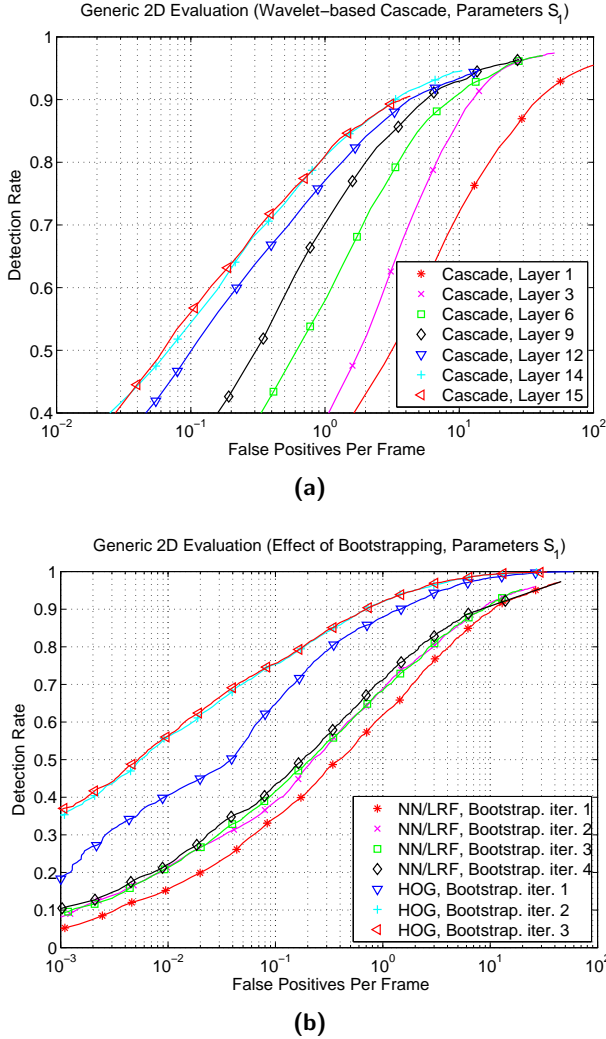 Generic 2D Evaluation (Wavelet−based Cascade, Parameters S₁)
Detection Rate
1
0.9
0.8
0.7
0.6
0.5
0.4
Cascade, Layer 1
Cascade, Layer 3
Cascade, Layer 6
Cascade, Layer 9
Cascade, Layer 12
Cascade, Layer 14
Cascade, Layer 15
10⁻² 10⁻¹ 10⁰ 10¹ 10²
False Positives Per Frame
(a)
Generic 2D Evaluation (Effect of Bootstrapping, Parameters S₁)
Detection Rate
1
0.9
0.8
0.7
0.6
0.5
0.4
0.3
0.2
0.1
0
NN/LRF, Bootstrap. iter. 1
NN/LRF, Bootstrap. iter. 2
NN/LRF, Bootstrap. iter. 3
NN/LRF, Bootstrap. iter. 4
HOG, Bootstrap. iter. 1
HOG, Bootstrap. iter. 2
HOG, Bootstrap. iter. 3
10⁻³ 10⁻² 10⁻¹ 10⁰ 10¹ 10²
False Positives Per Frame
(b)